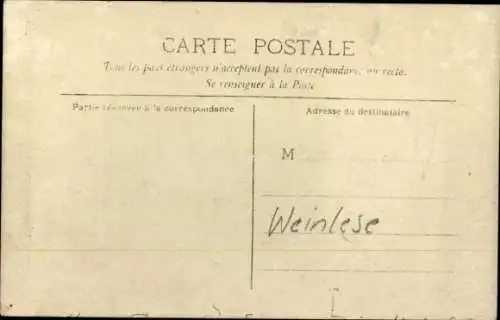 CARTE POSTALE
Tous les pays étrangers n'acceptent pas la correspondance au recto.
Se renseigner à la Poste
Partie réservée à la correspondance
Adresse du destinataire
M
Weinlese